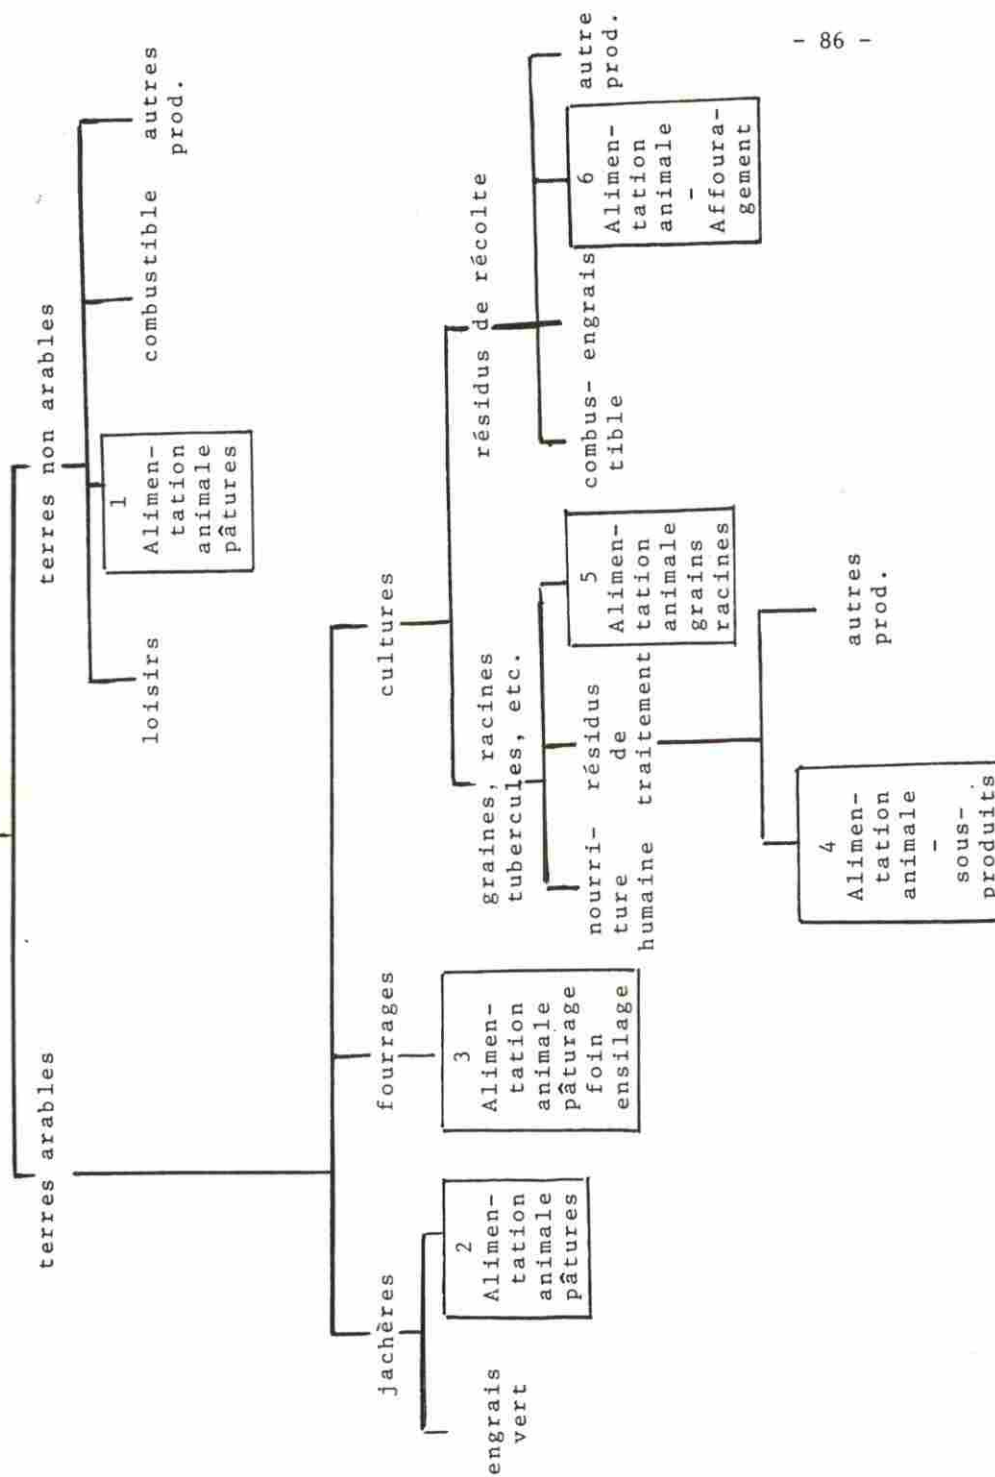 - 86 -
terres arables
terres non arables
loisirs
1
Alimen-
tation
animale
pâtures
combustible
autres
prod.
jachères
fourrages
cultures
engrais
vert
2
Alimen-
tation
animale
pâtures
3
Alimen-
tation
animale
pâturage
foin
ensilage
graines, racines
tubercules, etc.
résidus de récolte
nourri-
ture
humaine
résidus
de
traitement
5
Alimen-
tation
animale
grains
racines
combus-
tible
engrais
6
Alimen-
tation
animale
-
Affoura-
gement
autre
prod.
4
Alimen-
tation
animale
-
sous-
produits
autres
prod.